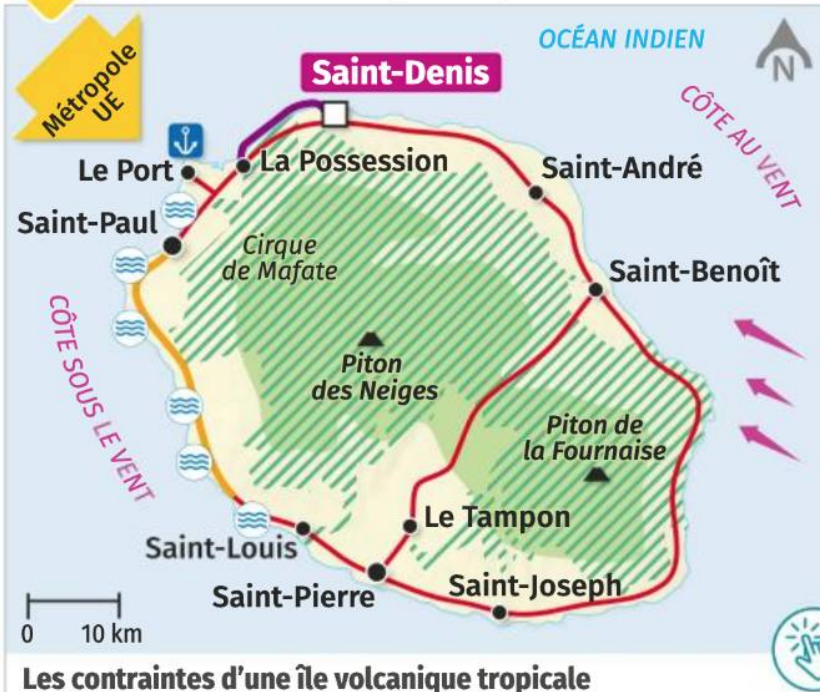 Métropole
UE
OCÉAN INDIEN
N
Saint-Denis
CÔTE AU VENT
Le Port
La Possession
Saint-André
Saint-Paul
Cirque
de Mafate
Saint-Benoît
CÔTE SOUS LE VENT
Piton
des Neiges
Piton de
la Fournaise
Le Tampon
Saint-Louis
Saint-Pierre
Saint-Joseph
0 10 km
Les contraintes d'une île volcanique tropicale